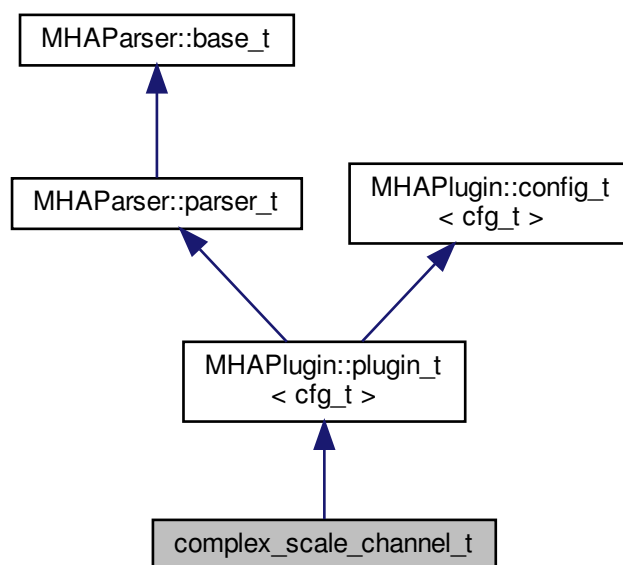 MHAParser::base_t
MHAParser::parser_t
MHAPlugin::config_t
< cfg_t >
MHAPlugin::plugin_t
< cfg_t >
complex_scale_channel_t